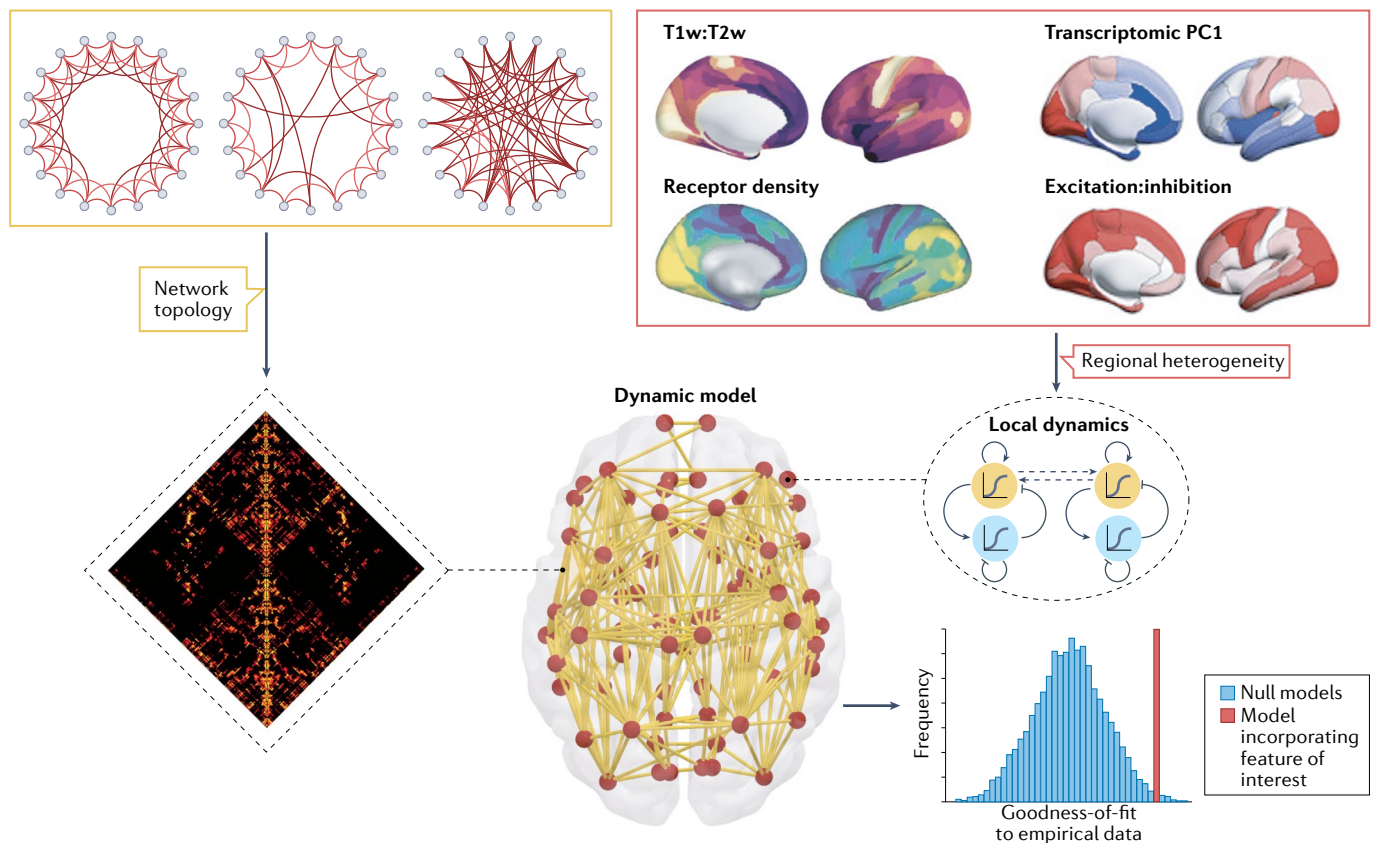 T1w:T2w
Transcriptomic PC1
Receptor density
Excitation:inhibition
Network
topology
Regional heterogeneity
Dynamic model
Local dynamics
Frequency
Goodness-of-fit
to empirical data
Null models
Model
incorporating
feature of
interest